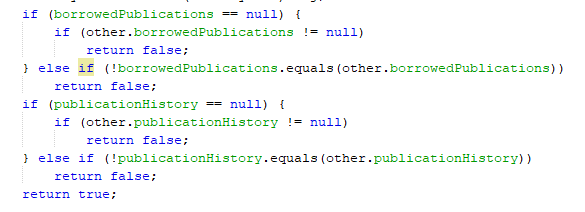 if (borrowedPublications == null) {
    if (other.borrowedPublications != null)
        return false;
} else if (!borrowedPublications.equals(other.borrowedPublications))
    return false;
if (publicationHistory == null) {
    if (other.publicationHistory != null)
        return false;
} else if (!publicationHistory.equals(other.publicationHistory))
    return false;
return true;